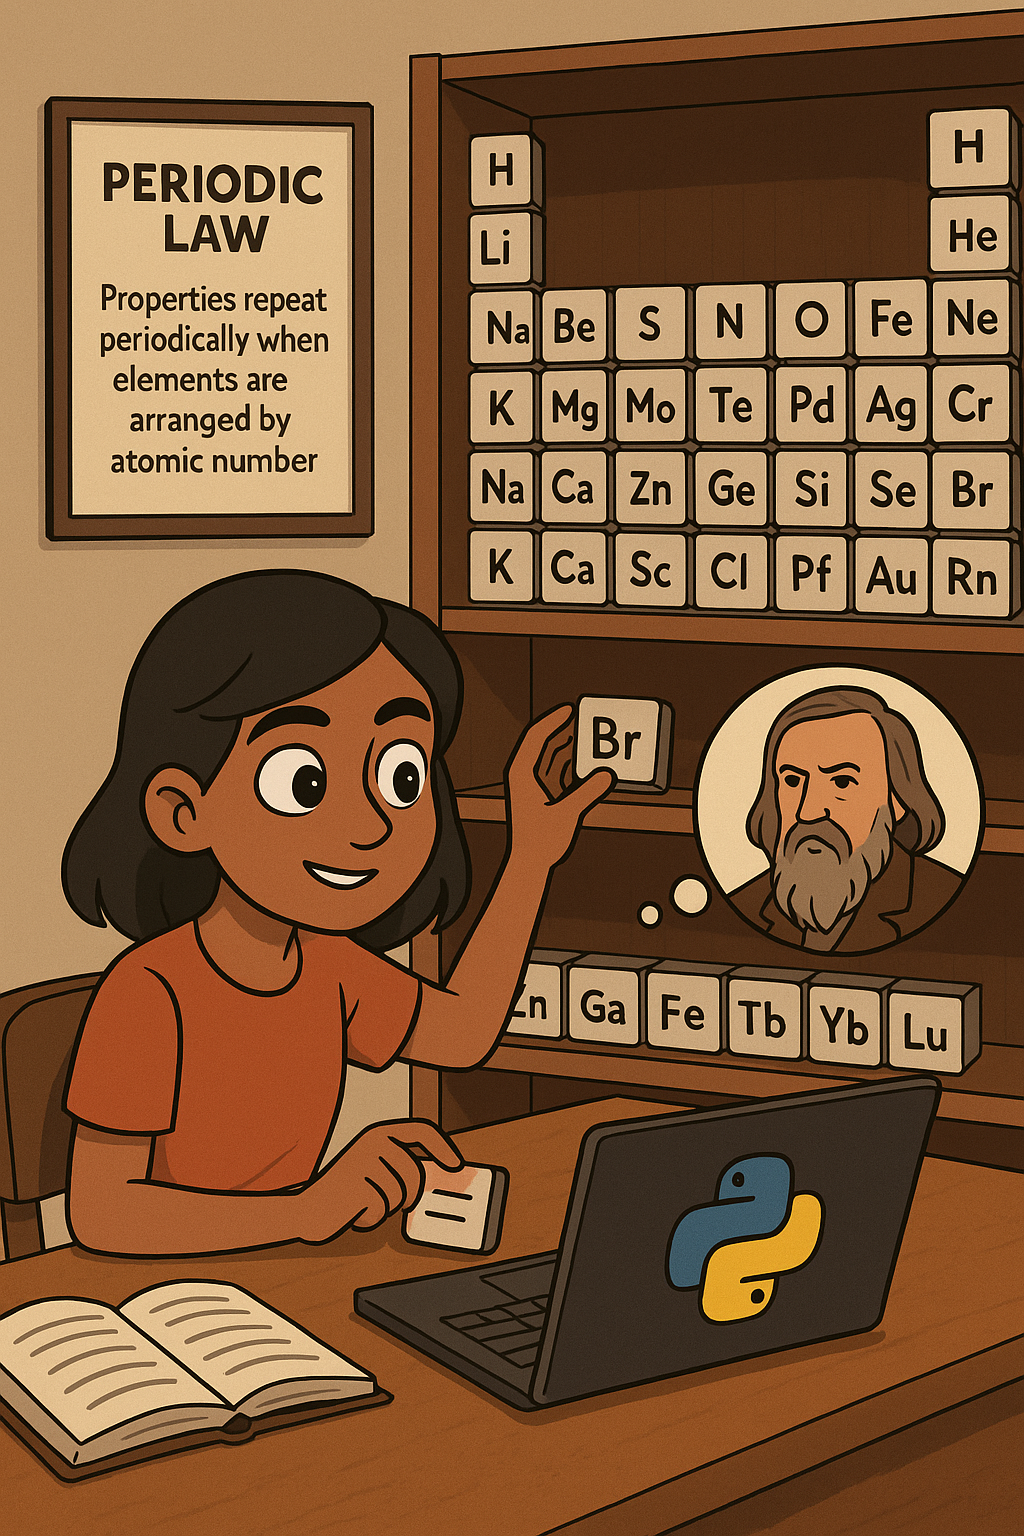 PERIODIC
LAW
Properties repeat
periodically when
elements are
arranged by
atomic number
H H
Li He
Na Be S N O Fe Ne
K Mg Mo Te Pd Ag Cr
Na Ca Zn Ge Si Se Br
K Ca Sc Cl Pf Au Rn
Br
Zn Ga Fe Tb Yb Lu